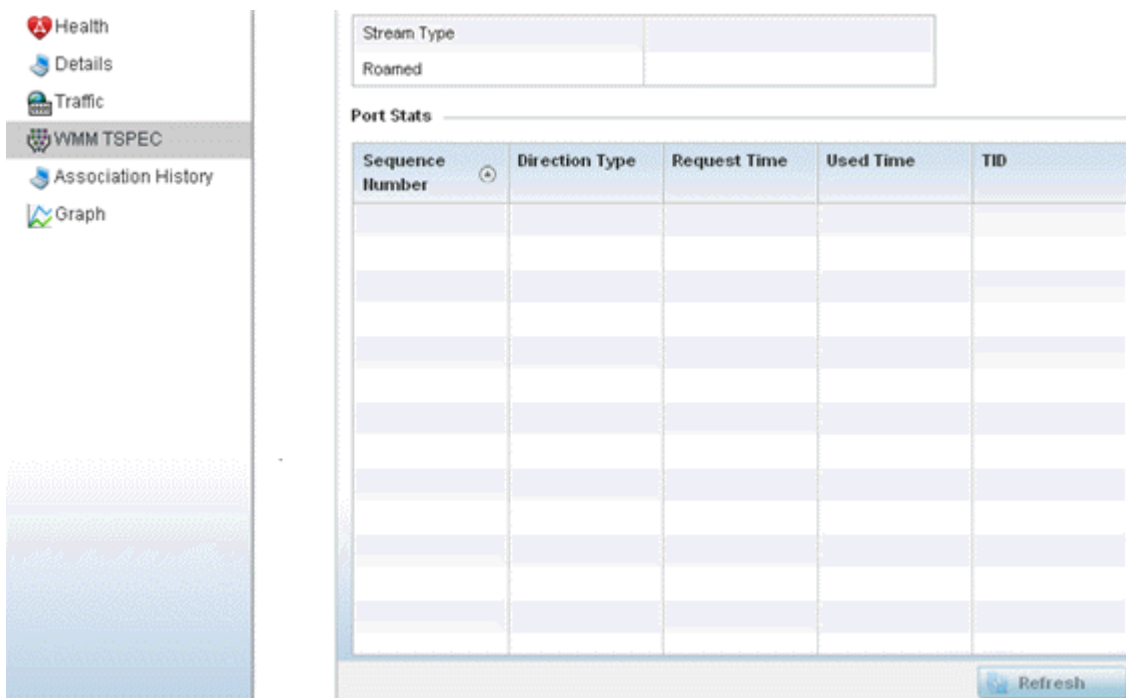 Health
Details
Traffic
WMM TSPEC
Association History
Graph
Stream Type
Roamed
Port Stats
Sequence Number
Direction Type
Request Time
Used Time
TID
Refresh